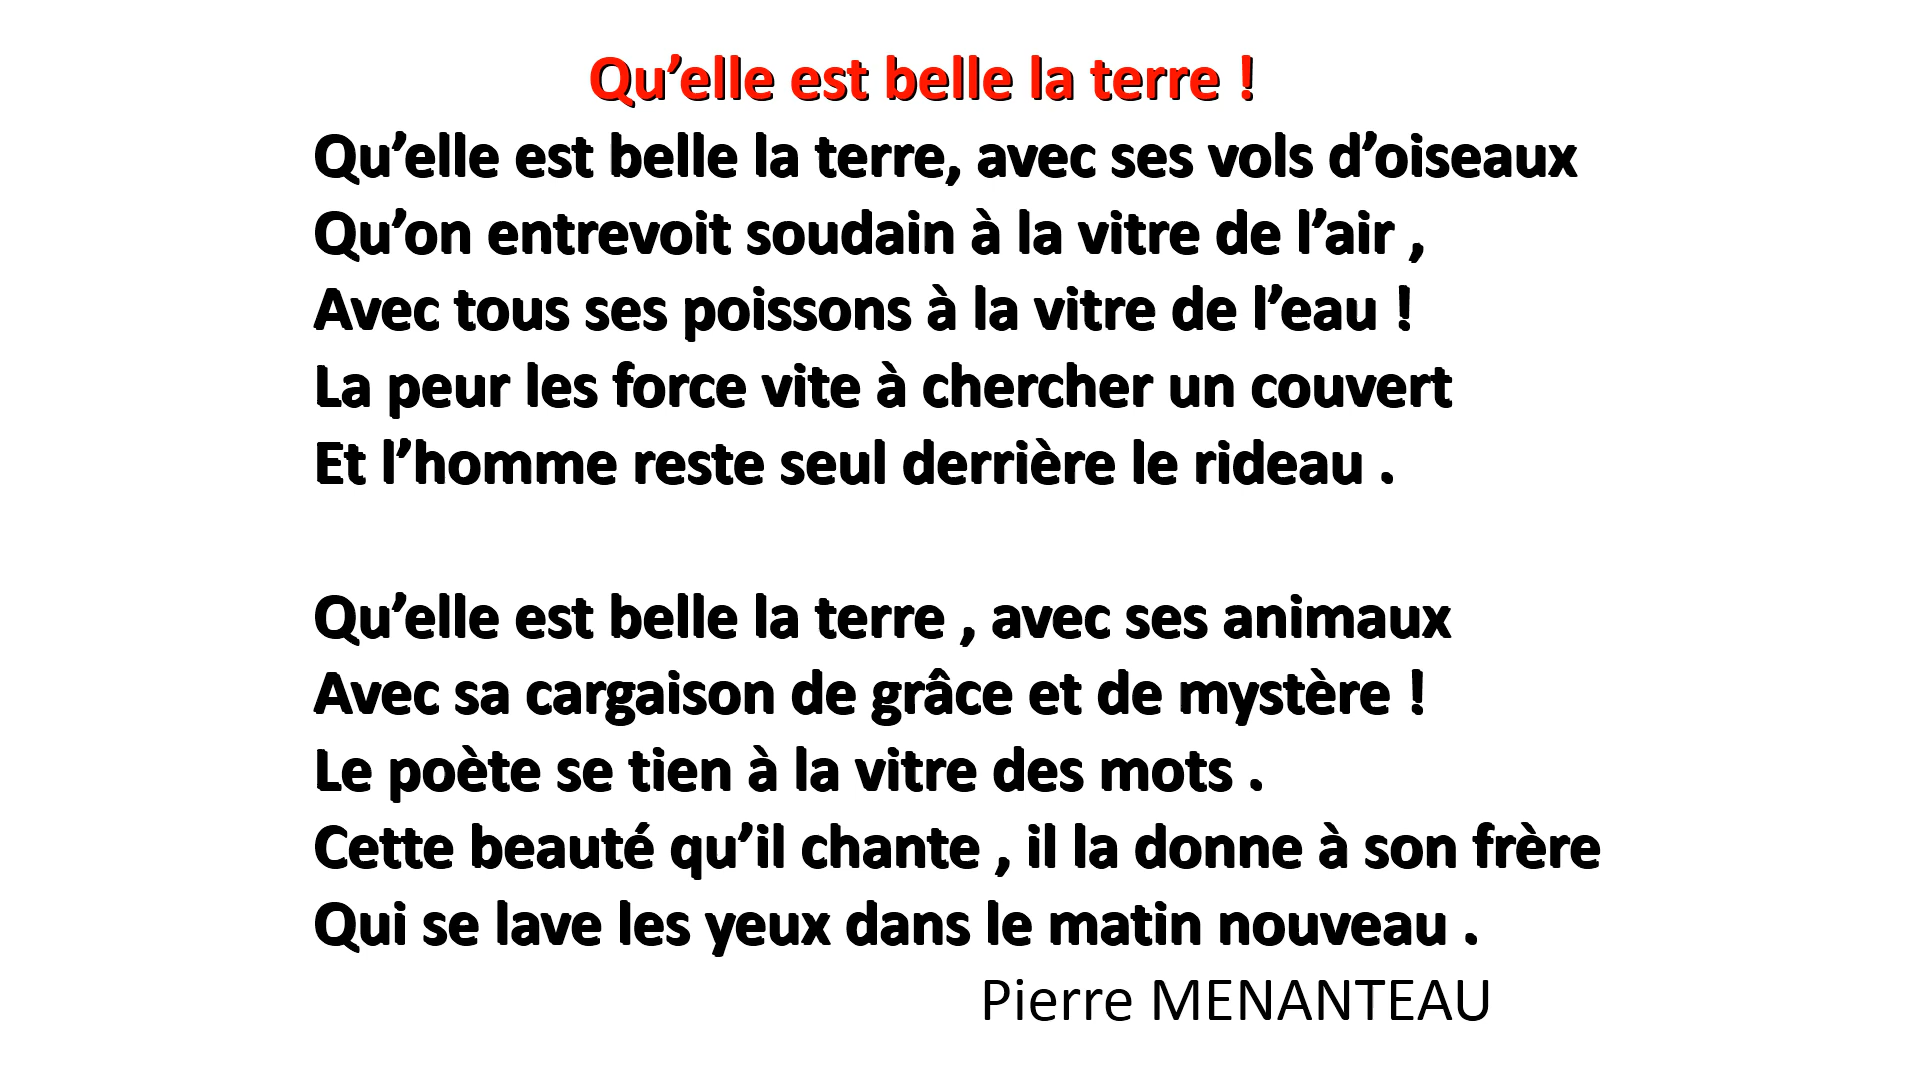 Qu’elle est belle la terre !
Qu’elle est belle la terre, avec ses vols d’oiseaux
Qu’on entrevoit soudain à la vitre de l’air ,
Avec tous ses poissons à la vitre de l’eau !
La peur les force vite à chercher un couvert
Et l’homme reste seul derrière le rideau .
Qu’elle est belle la terre , avec ses animaux
Avec sa cargaison de grâce et de mystère !
Le poète se tien à la vitre des mots .
Cette beauté qu’il chante , il la donne à son frère
Qui se lave les yeux dans le matin nouveau .
Pierre MENANTEAU